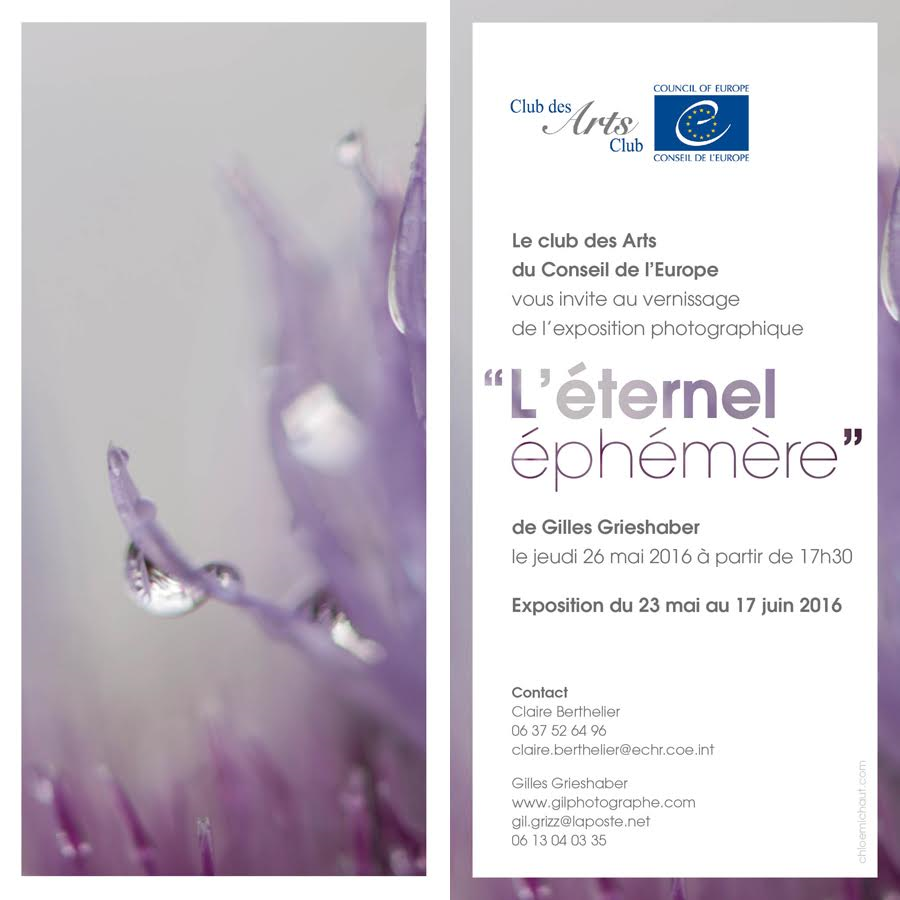 Club des
Arts
Club
COUNCIL OF EUROPE
CONSEIL DE L'EUROPE
Le club des Arts
du Conseil de l'Europe
vous invite au vernissage
de l'exposition photographique
“L'éternel
éphémère”
de Gilles Grieshaber
le jeudi 26 mai 2016 à partir de 17h30
Exposition du 23 mai au 17 juin 2016
Contact
Claire Berthelier
06 37 52 64 96
claire.berthelier@echr.coe.int
Gilles Grieshaber
www.gilphotographe.com
gil.grizz@laposte.net
06 13 04 03 35
chloemichaut.com